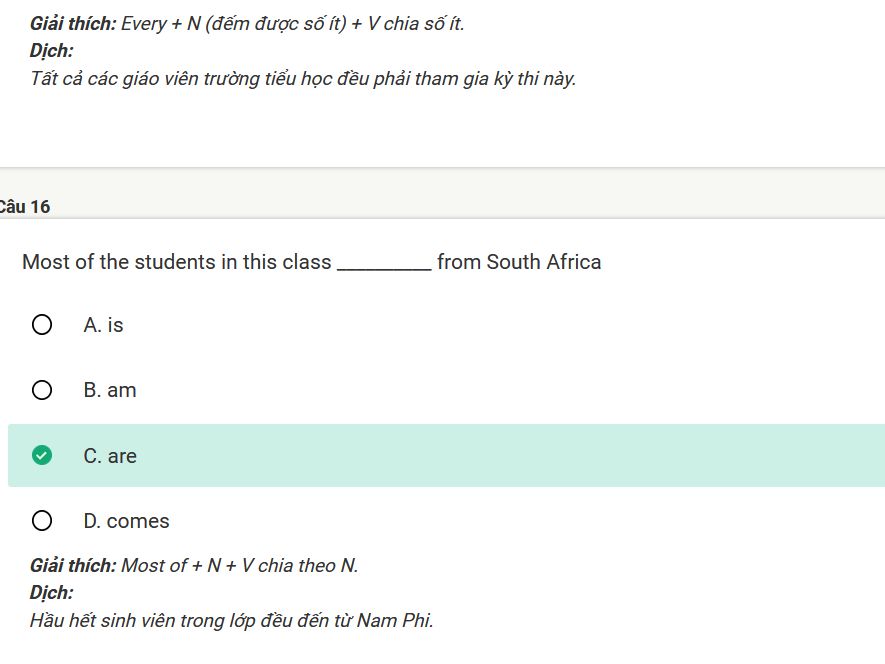 Giải thích: Every + N (đếm được số ít) + V chia số ít.
Dịch:
Tất cả các giáo viên trường tiểu học đều phải tham gia kỳ thi này.
Câu 16
Most of the students in this class __________ from South Africa
A. is
B. am
C. are
D. comes
Giải thích: Most of + N + V chia theo N.
Dịch:
Hầu hết sinh viên trong lớp đều đến từ Nam Phi.